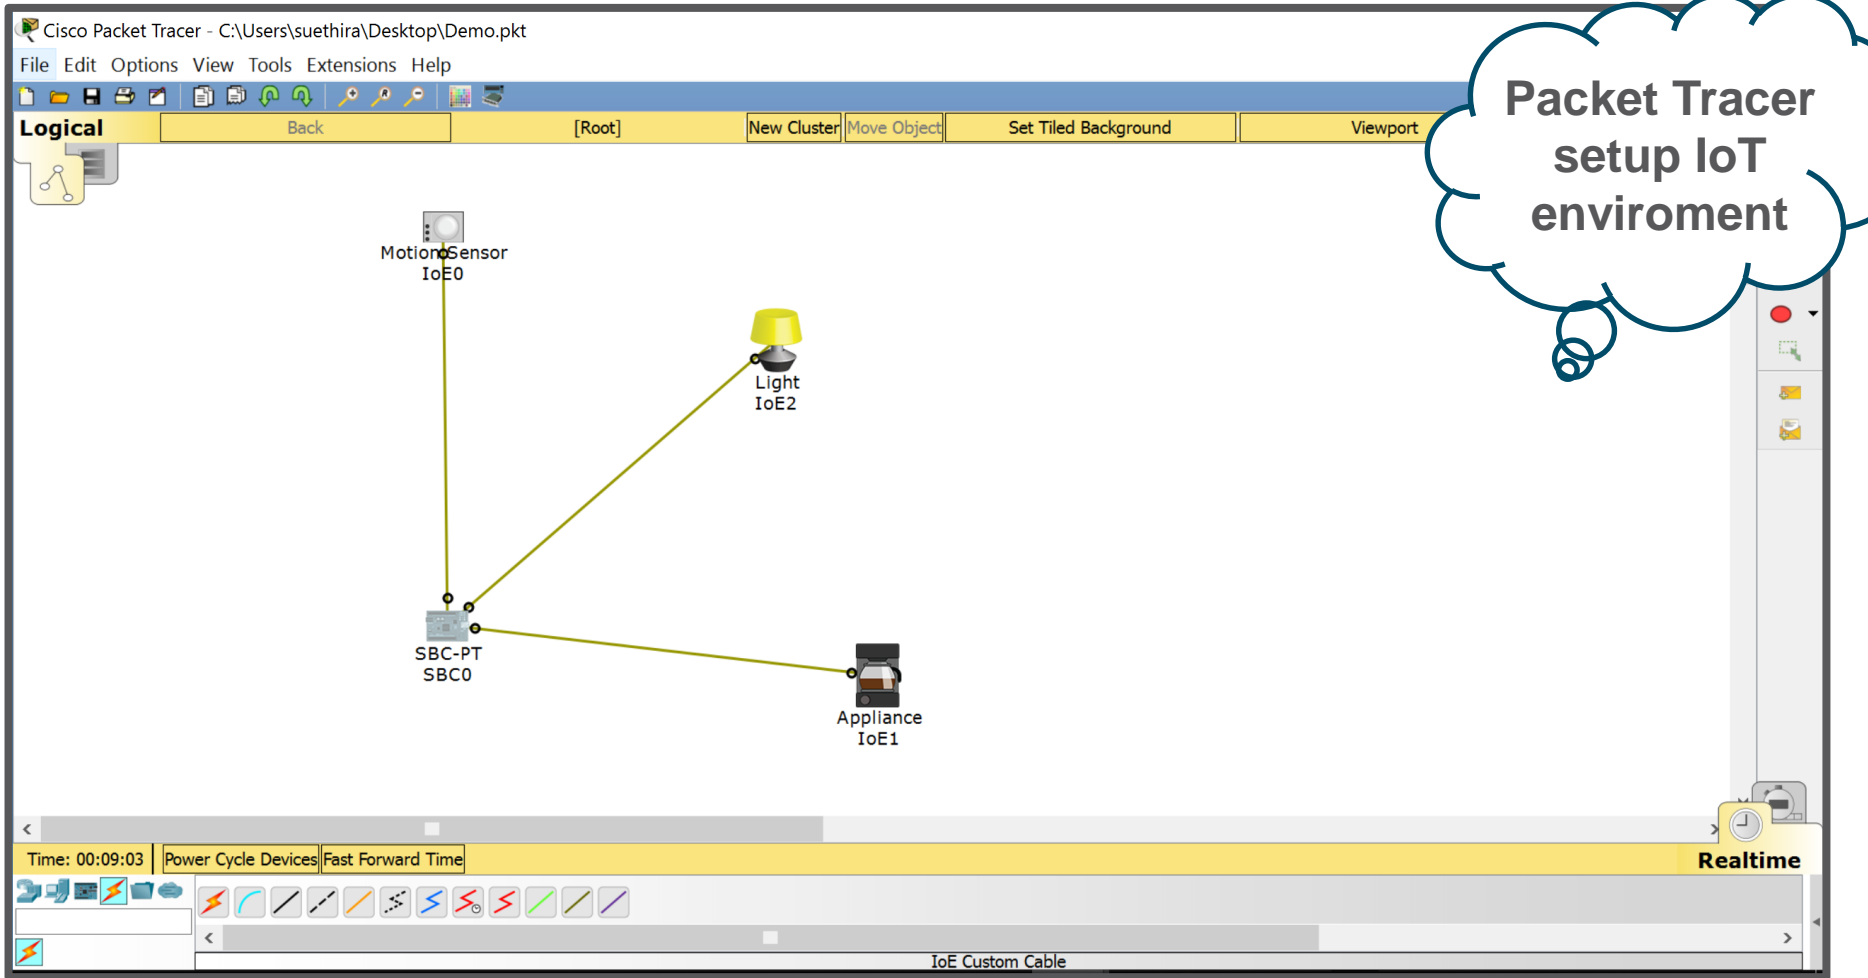 Cisco Packet Tracer - C:\Users\suethira\Desktop\Demo.pkt
File Edit Options View Tools Extensions Help
Logical Back [Root] New Cluster Move Object Set Tiled Background Viewport
Packet Tracer
setup IoT
enviroment
Motion Sensor
IoE0
Light
IoE2
SBC-PT
SBC0
Appliance
IoE1
Time: 00:09:03 Power Cycle Devices Fast Forward Time Realtime
IoE Custom Cable